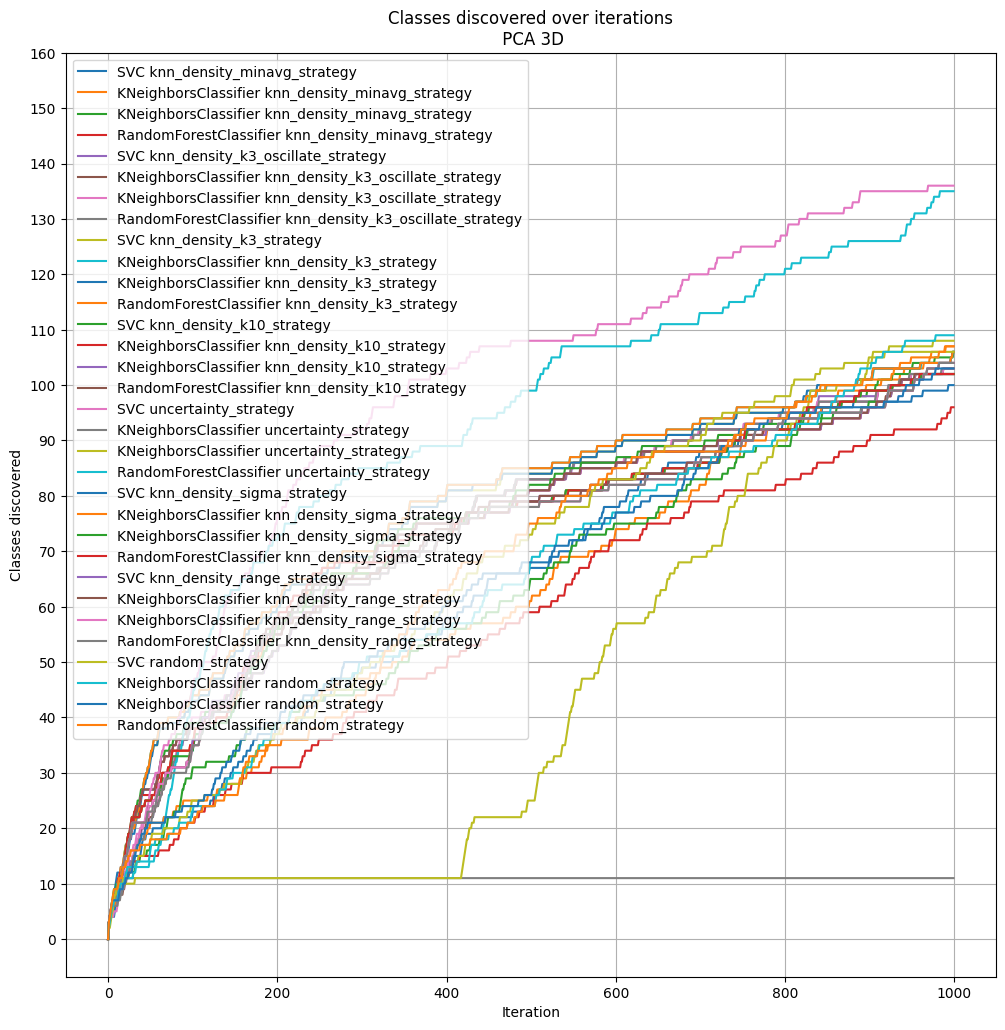 Classes discovered over iterations
PCA 3D
160
150
140
130
120
110
100
90
80
70
60
50
40
30
20
10
0
Classes discovered
SVC knn_density_minavg_strategy
KNeighborsClassifier knn_density_minavg_strategy
KNeighborsClassifier knn_density_minavg_strategy
RandomForestClassifier knn_density_minavg_strategy
SVC knn_density_k3_oscillate_strategy
KNeighborsClassifier knn_density_k3_oscillate_strategy
KNeighborsClassifier knn_density_k3_oscillate_strategy
RandomForestClassifier knn_density_k3_oscillate_strategy
SVC knn_density_k3_strategy
KNeighborsClassifier knn_density_k3_strategy
KNeighborsClassifier knn_density_k3_strategy
RandomForestClassifier knn_density_k3_strategy
SVC knn_density_k10_strategy
KNeighborsClassifier knn_density_k10_strategy
KNeighborsClassifier knn_density_k10_strategy
RandomForestClassifier knn_density_k10_strategy
SVC uncertainty_strategy
KNeighborsClassifier uncertainty_strategy
KNeighborsClassifier uncertainty_strategy
RandomForestClassifier uncertainty_strategy
SVC knn_density_sigma_strategy
KNeighborsClassifier knn_density_sigma_strategy
KNeighborsClassifier knn_density_sigma_strategy
RandomForestClassifier knn_density_sigma_strategy
SVC knn_density_range_strategy
KNeighborsClassifier knn_density_range_strategy
KNeighborsClassifier knn_density_range_strategy
RandomForestClassifier knn_density_range_strategy
SVC random_strategy
KNeighborsClassifier random_strategy
KNeighborsClassifier random_strategy
RandomForestClassifier random_strategy
0 200 400 600 800 1000
Iteration